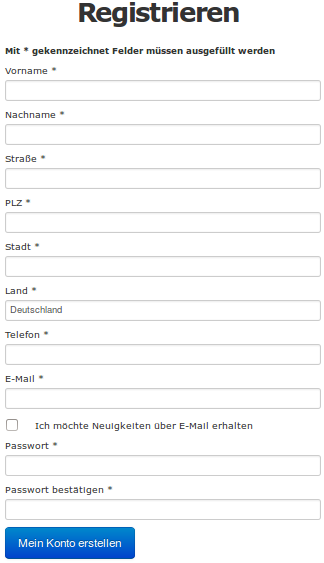 Registrieren
Mit * gekennzeichnet Felder müssen ausgefüllt werden
Vorname *
Nachname *
Straße *
PLZ *
Stadt *
Land *
Deutschland
Telefon *
E-Mail *
Ich möchte Neuigkeiten über E-Mail erhalten
Passwort *
Passwort bestätigen *
Mein Konto erstellen